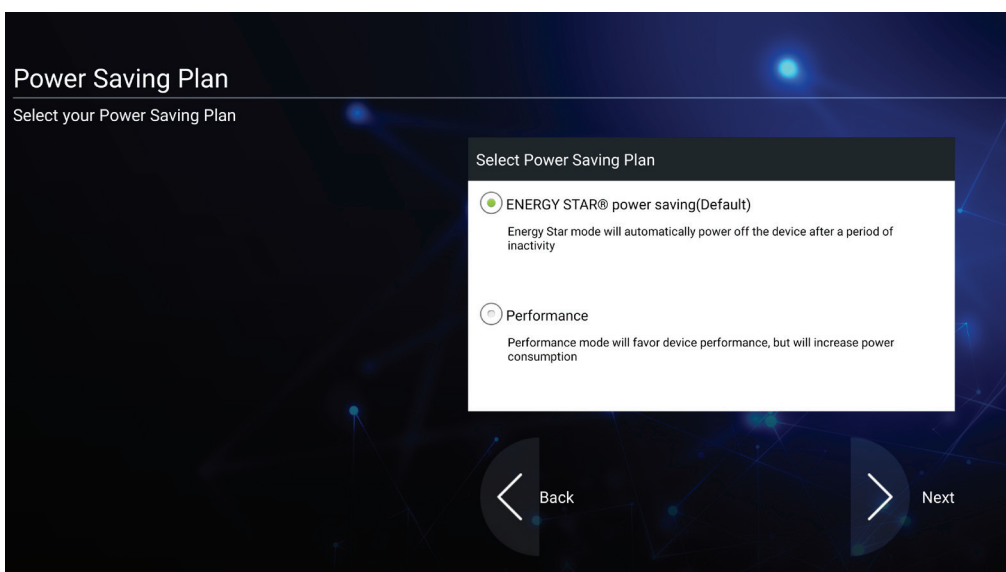 Power Saving Plan
Select your Power Saving Plan
Select Power Saving Plan
ENERGY STAR® power saving(Default)
Energy Star mode will automatically power off the device after a period of
inactivity
Performance
Performance mode will favor device performance, but will increase power
consumption
Back
Next